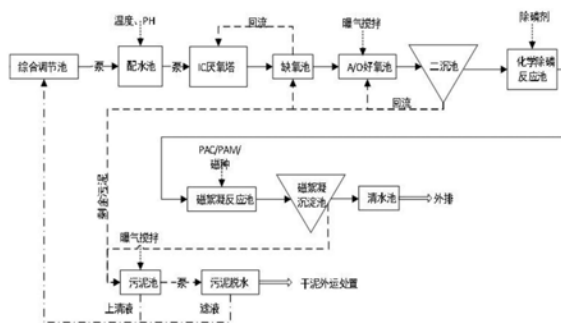 温度、PH
回流
曝气搅拌
除磷剂
综合调节池
泵
配水池
泵
IC厌氧塔
缺氧池
A/O好氧池
二沉池
化学除磷
反应池
回流
PAC/PAM/
磁种
剩余污泥
磁絮凝反应池
磁絮凝
沉淀池
清水池
外排
曝气搅拌
污泥池
泵
污泥脱水
干泥外运处置
上清液
滤液